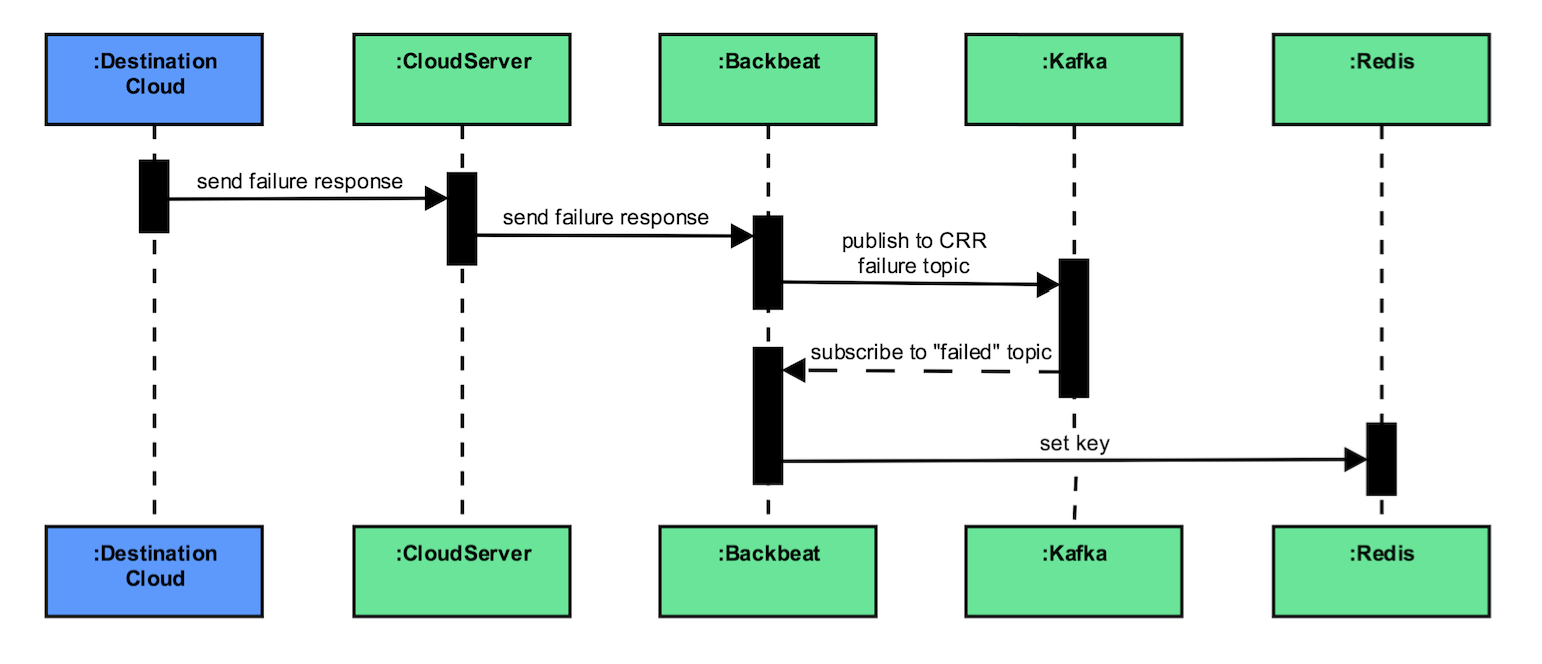 :Destination
Cloud
:CloudServer
:Backbeat
:Kafka
:Redis
send failure response
send failure response
publish to CRR
failure topic
subscribe to "failed" topic
set key
:Destination
Cloud
:CloudServer
:Backbeat
:Kafka
:Redis